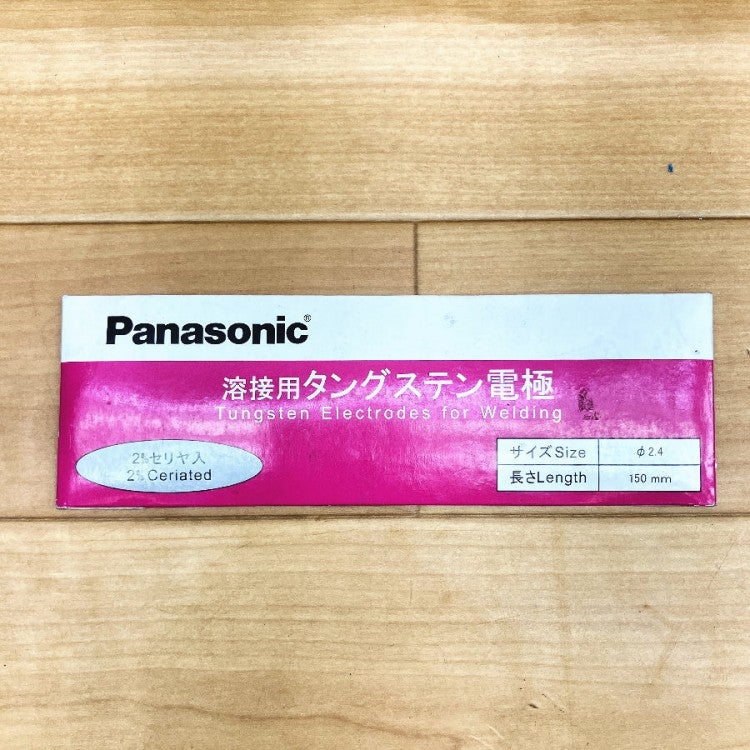 Panasonic®
溶接用タングステン電極
Tungsten Electrodes for Welding
2%セリヤ入
2%Ceriated
サイズSize φ2.4
長さLength 150 mm